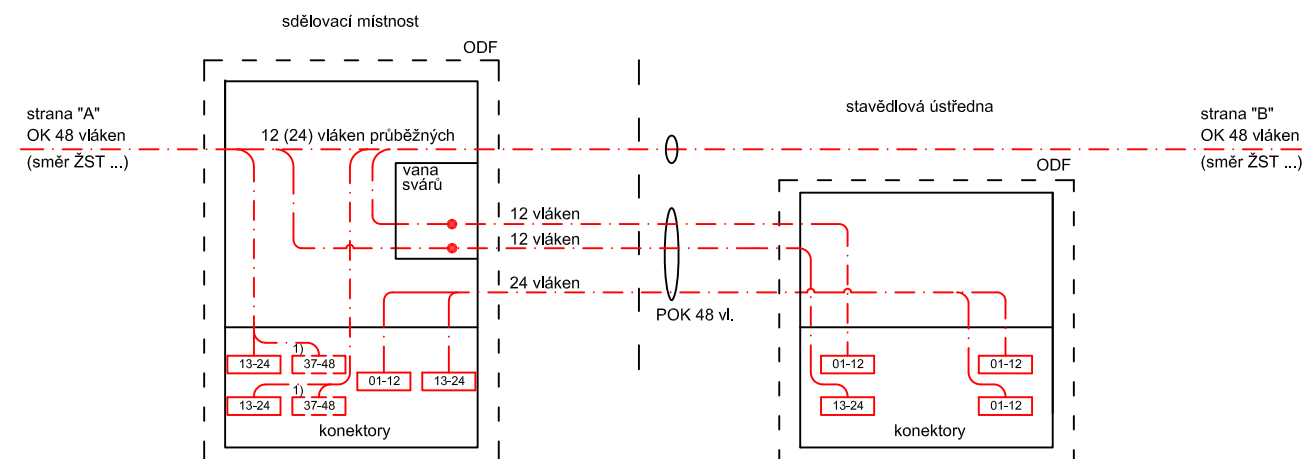 sdělovací místnost
ODF
strana "A"
OK 48 vláken
(směr ŽST ...)
12 (24) vláken průběžných
stavědlová ústředna
strana "B"
OK 48 vláken
(směr ŽST ...)
ODF
vana
svárů
12 vláken
12 vláken
24 vláken
POK 48 vl.
1)
13-24
37-48
01-12
13-24
1)
13-24
37-48
konektory
01-12
01-12
13-24
01-12
konektory